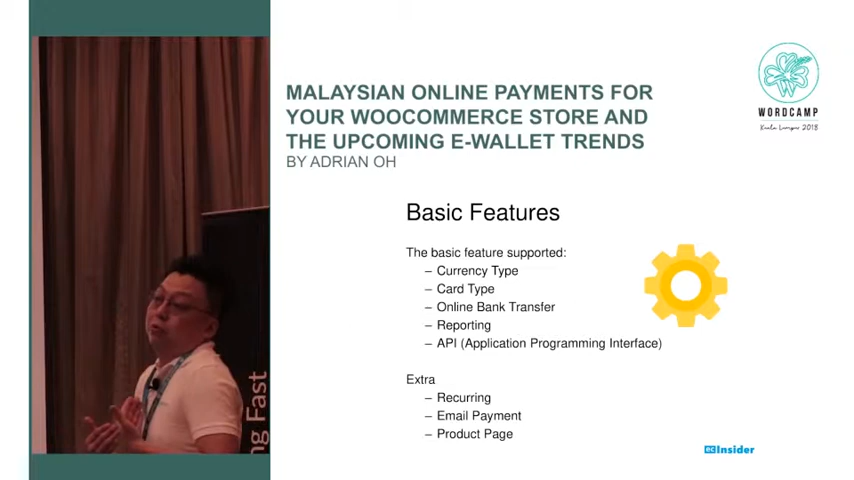 MALAYSIAN ONLINE PAYMENTS FOR
YOUR WOOCOMMERCE STORE AND
THE UPCOMING E-WALLET TRENDS
BY ADRIAN OH
WORDCAMP
Kuala Lumpur 2018
Basic Features
The basic feature supported:
– Currency Type
– Card Type
– Online Bank Transfer
– Reporting
– API (Application Programming Interface)
Extra
– Recurring
– Email Payment
– Product Page
ecInsider
ng Fast